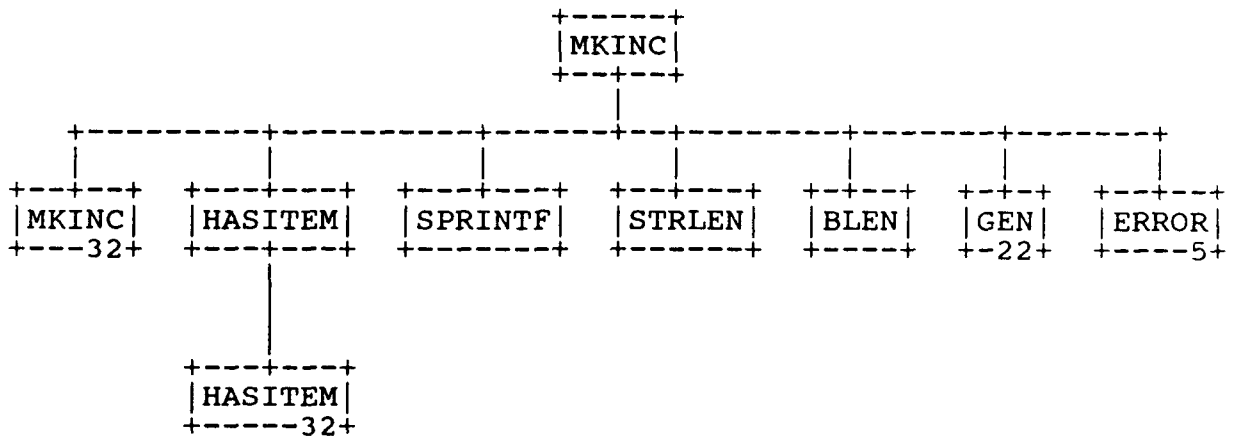 MKINC
MKINC HASITEM SPRINTF STRLEN BLEN GEN ERROR
32 22 5
HASITEM
32